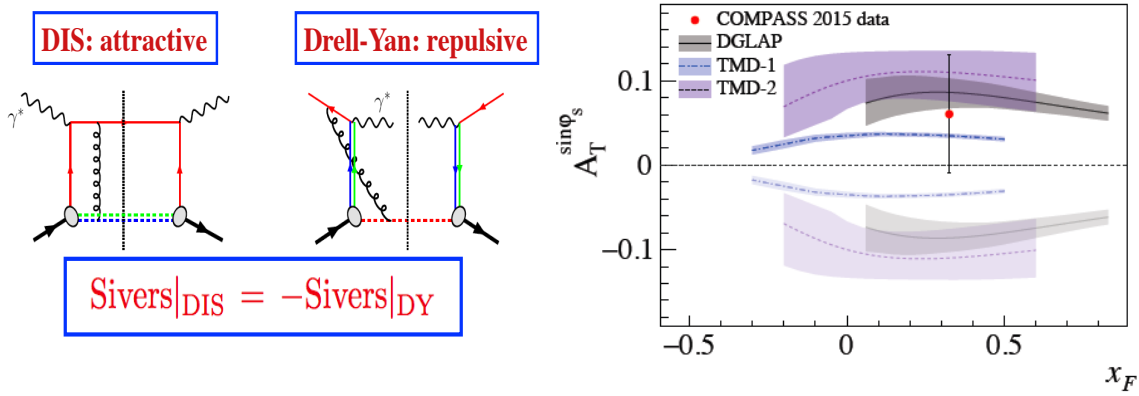 DIS: attractive
Drell-Yan: repulsive
γ*
γ*
Sivers|DIS = −Sivers|DY
COMPASS 2015 data
DGLAP
TMD-1
TMD-2
A_T^sinφ_s
0.1
0
−0.1
−0.5
0
0.5
x_F